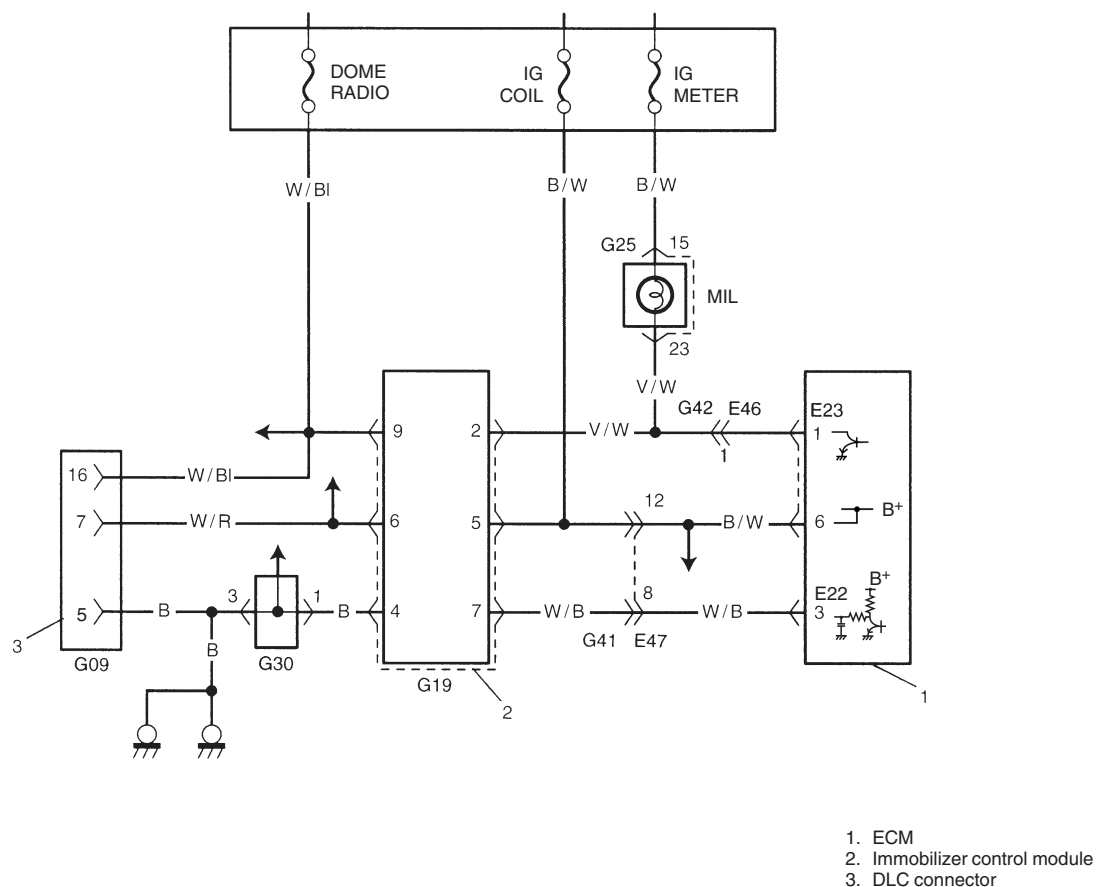 DOME
RADIO
IG
COIL
IG
METER
W/Bl
B/W
B/W
G25
15
MIL
23
V/W
G42
E46
E23
9
2
V/W
1
1
16
W/Bl
12
7
W/R
6
5
B/W
6
B+
3
1
8
E22
B+
5
B
B
4
7
W/B
W/B
3
3
B
G41
E47
G09
G30
G19
2
1
1. ECM
2. Immobilizer control module
3. DLC connector